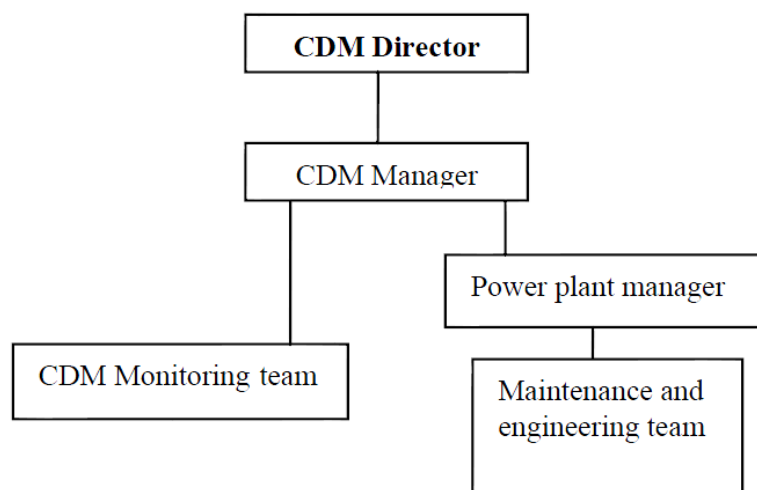 CDM Director
CDM Manager
Power plant manager
CDM Monitoring team
Maintenance and
engineering team